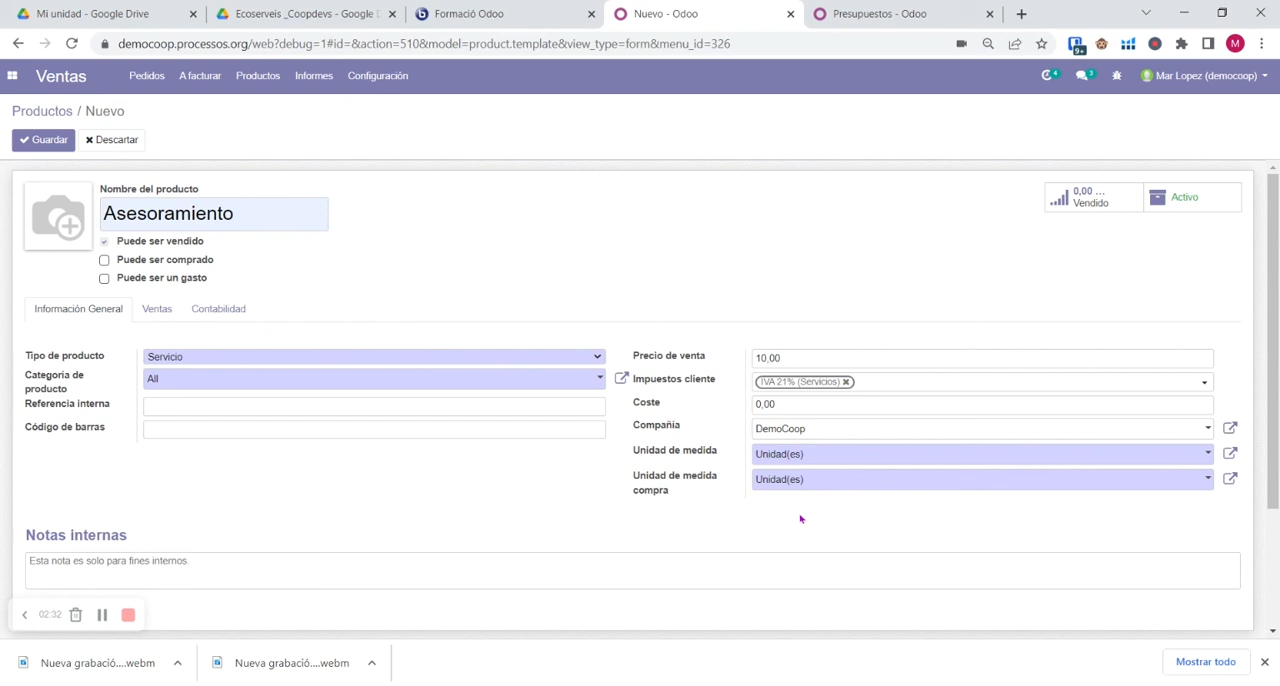 Mi unidad - Google Drive
Ecoserveis _Coopdevs - Google D
Formació Odoo
Nuevo - Odoo
Presupuestos - Odoo
democoop.processos.org/web?debug=1#id=&action=510&model=product.template&view_type=form&menu_id=326
9+
M
Ventas
Pedidos
A facturar
Productos
Informes
Configuración
4
3
Mar Lopez (democoop)
Productos / Nuevo
Guardar
Descartar
Nombre del producto
Asesoramiento
Puede ser vendido
Puede ser comprado
Puede ser un gasto
0,00 ...
Vendido
Activo
Información General
Ventas
Contabilidad
Tipo de producto
Servicio
Categoría de producto
All
Referencia interna
Código de barras
Precio de venta
10,00
Impuestos cliente
IVA 21% (Servicios)
Coste
0,00
Compañía
DemoCoop
Unidad de medida
Unidad(es)
Unidad de medida compra
Unidad(es)
Notas internas
Esta nota es solo para fines internos.
02:32
Nueva grabació....webm
Nueva grabació....webm
Mostrar todo